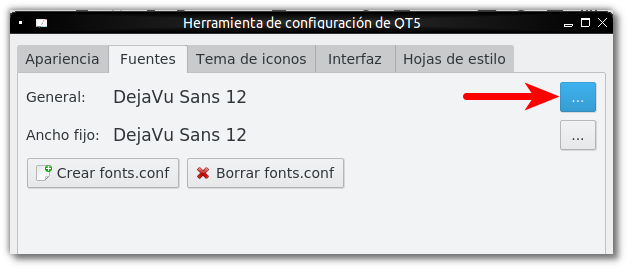 Herramienta de configuración de QT5
Apariencia Fuentes Tema de iconos Interfaz Hojas de estilo
General: DejaVu Sans 12 ...
Ancho fijo: DejaVu Sans 12 ...
Crear fonts.conf Borrar fonts.conf